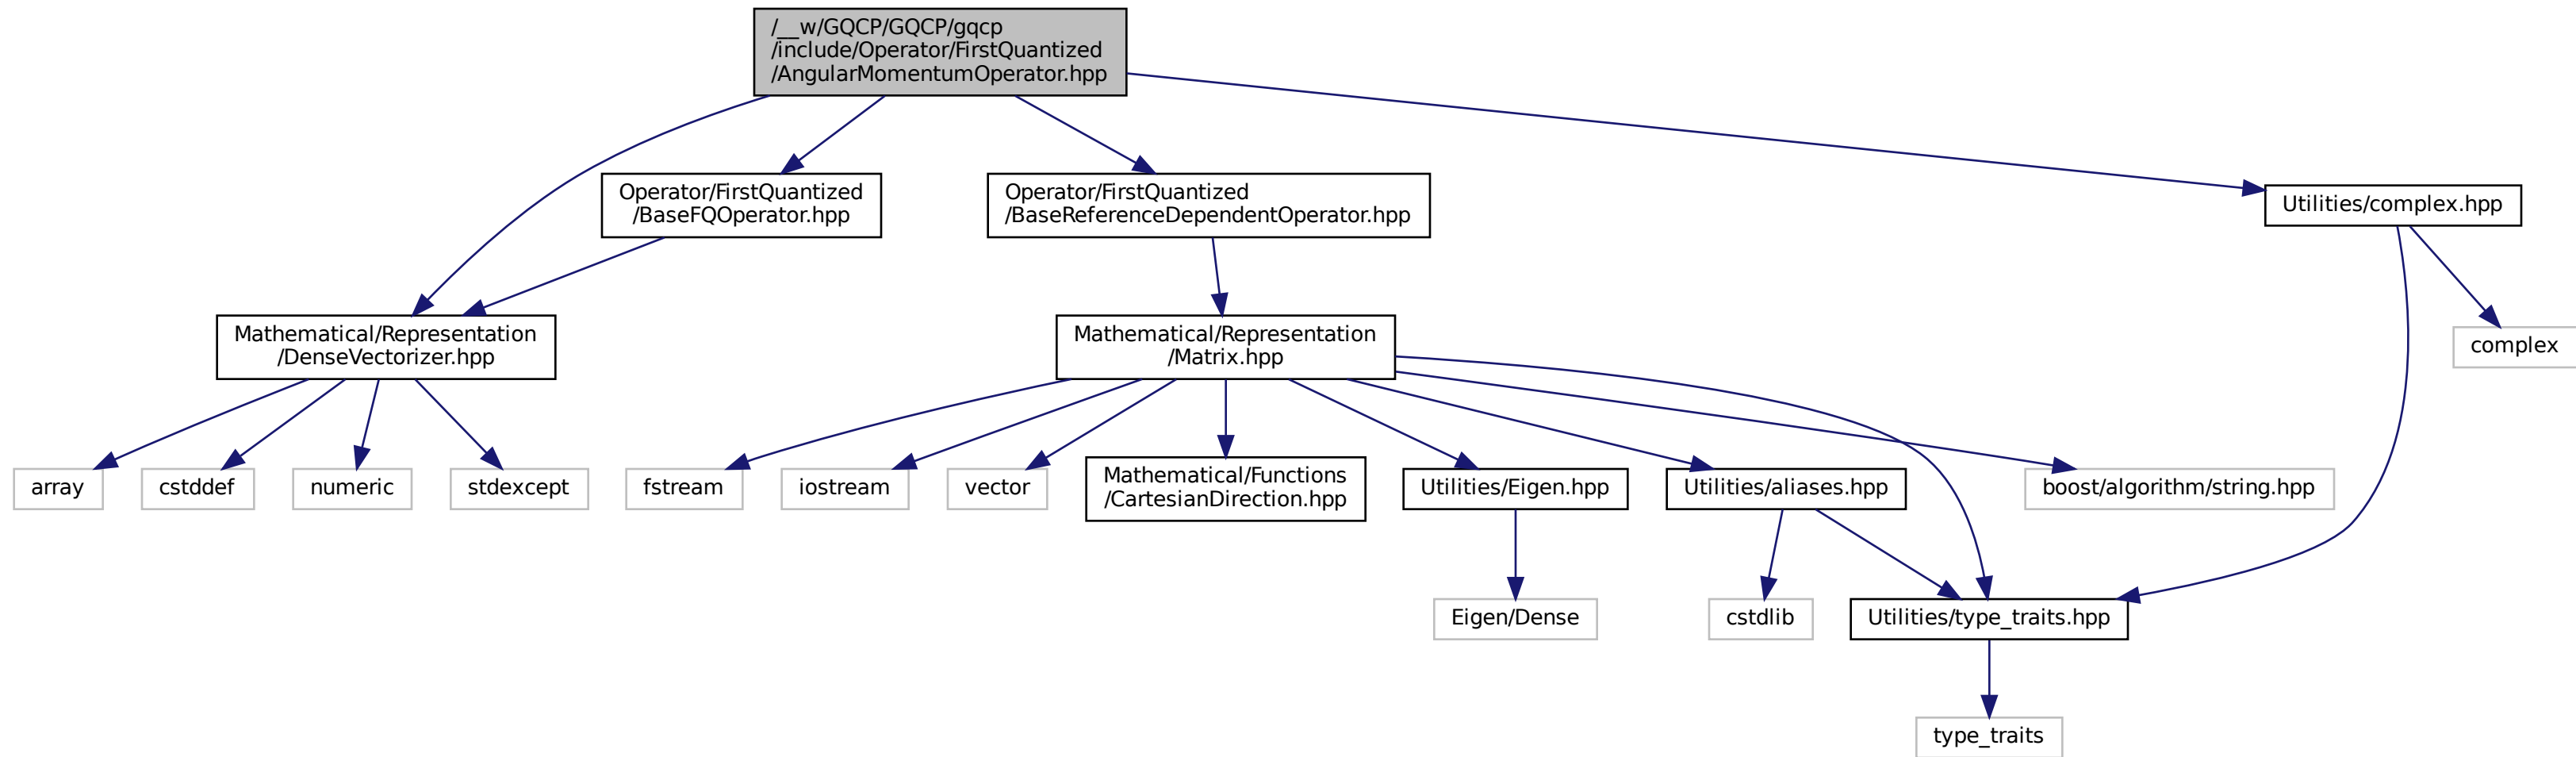 /__w/GQCP/GQCP/gqcp
/include/Operator/FirstQuantized
/AngularMomentumOperator.hpp
Operator/FirstQuantized
/BaseFQOperator.hpp
Operator/FirstQuantized
/BaseReferenceDependentOperator.hpp
Utilities/complex.hpp
Mathematical/Representation
/DenseVectorizer.hpp
Mathematical/Representation
/Matrix.hpp
complex
array
cstddef
numeric
stdexcept
fstream
iostream
vector
Mathematical/Functions
/CartesianDirection.hpp
Utilities/Eigen.hpp
Utilities/aliases.hpp
boost/algorithm/string.hpp
Eigen/Dense
cstdlib
Utilities/type_traits.hpp
type_traits